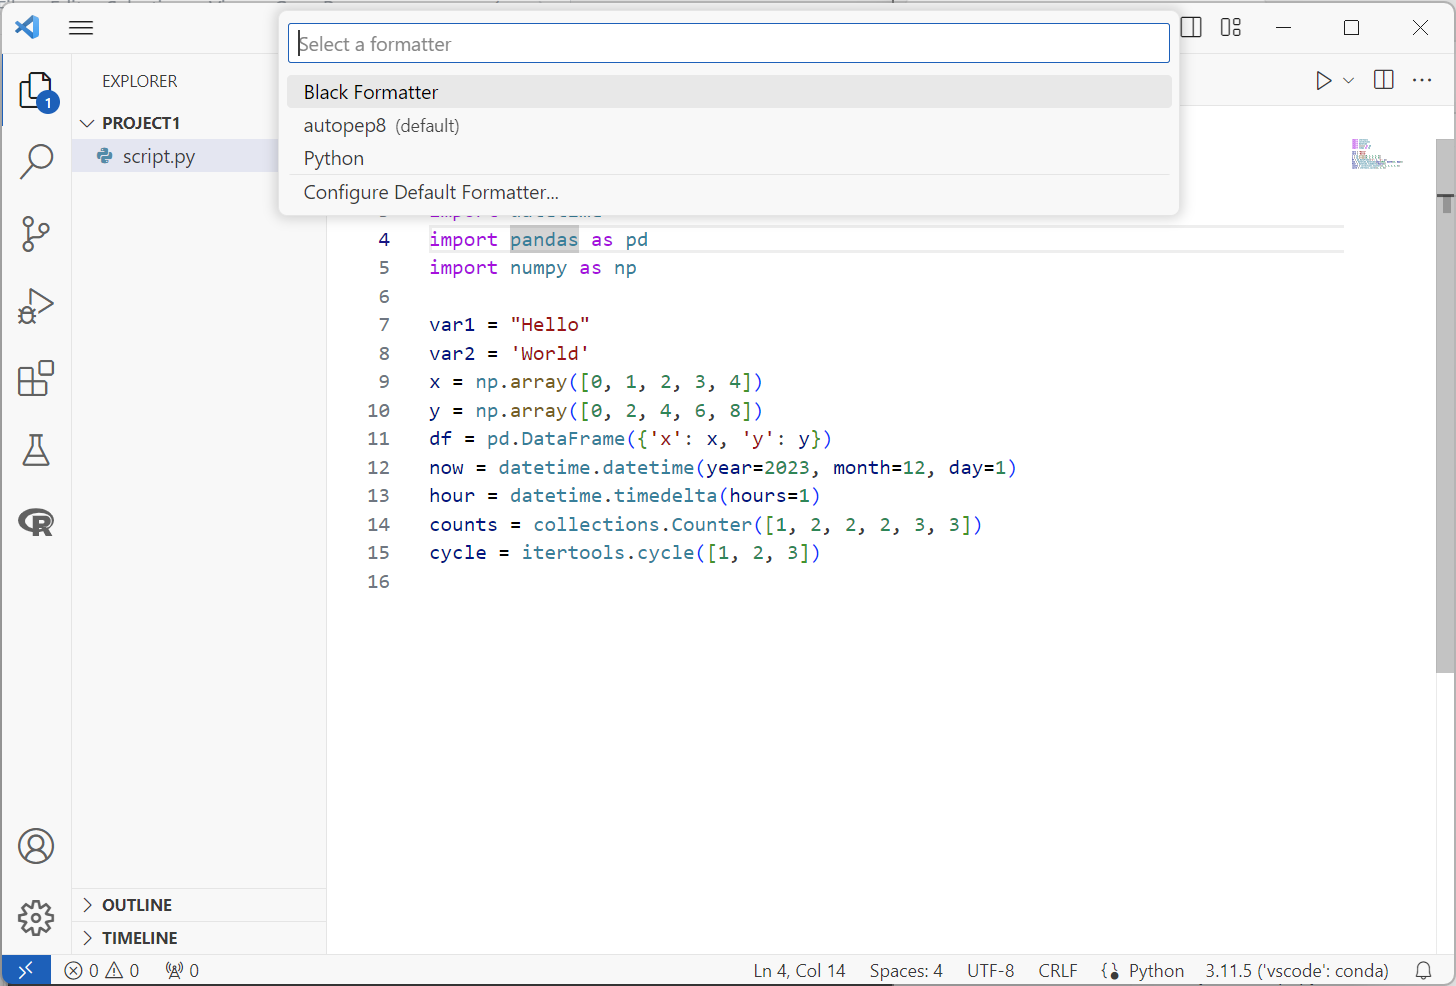 Select a formatter
Black Formatter
autopep8 (default)
Python
Configure Default Formatter...
EXPLORER
PROJECT1
script.py
1
4 import pandas as pd
5 import numpy as np
6
7 var1 = "Hello"
8 var2 = 'World'
9 x = np.array([0, 1, 2, 3, 4])
10 y = np.array([0, 2, 4, 6, 8])
11 df = pd.DataFrame({'x': x, 'y': y})
12 now = datetime.datetime(year=2023, month=12, day=1)
13 hour = datetime.timedelta(hours=1)
14 counts = collections.Counter([1, 2, 2, 2, 3, 3])
15 cycle = itertools.cycle([1, 2, 3])
16
R
OUTLINE
TIMELINE
0 0 0 Ln 4, Col 14 Spaces: 4 UTF-8 CRLF Python 3.11.5 ('vscode': conda)